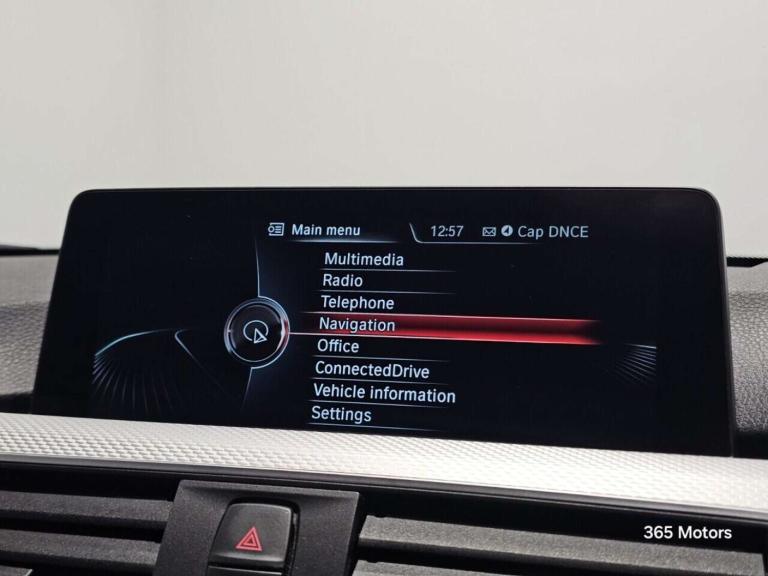 Main menu 12:57 Cap DNCE
Multimedia
Radio
Telephone
Navigation
Office
ConnectedDrive
Vehicle information
Settings
365 Motors